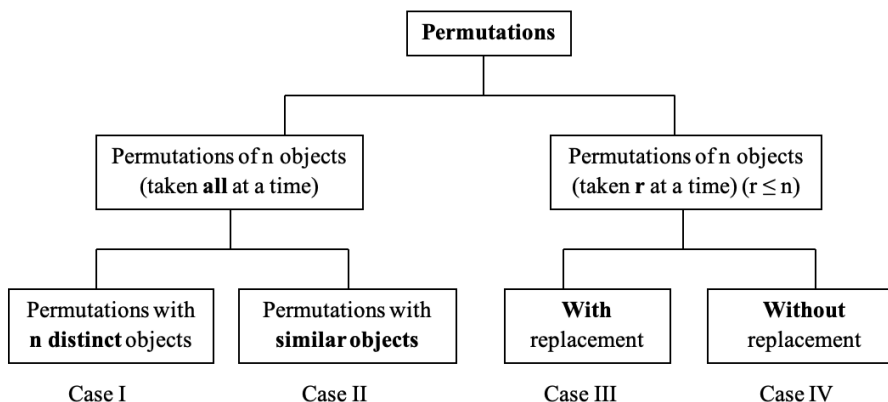 Permutations
Permutations of n objects
(taken all at a time)
Permutations of n objects
(taken r at a time) (r ≤ n)
Permutations with
n distinct objects
Permutations with
similar objects
With
replacement
Without
replacement
Case I
Case II
Case III
Case IV